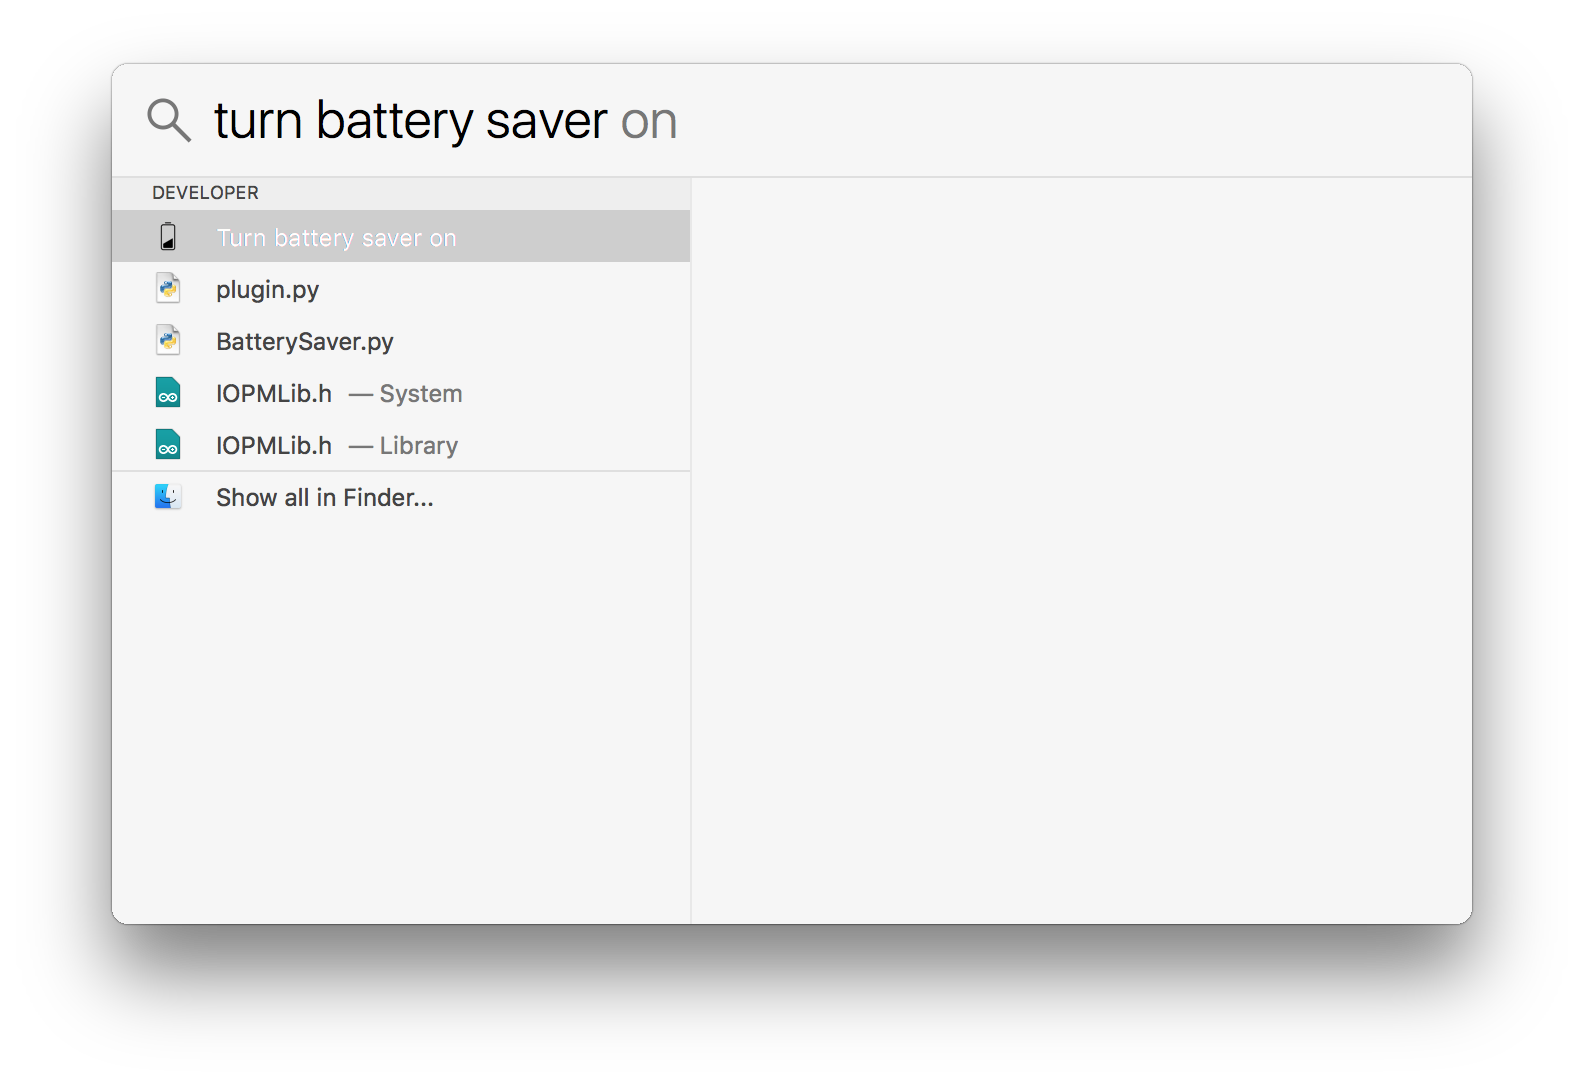 turn battery saver on
DEVELOPER
Turn battery saver on
plugin.py
BatterySaver.py
IOPMLib.h — System
IOPMLib.h — Library
Show all in Finder...